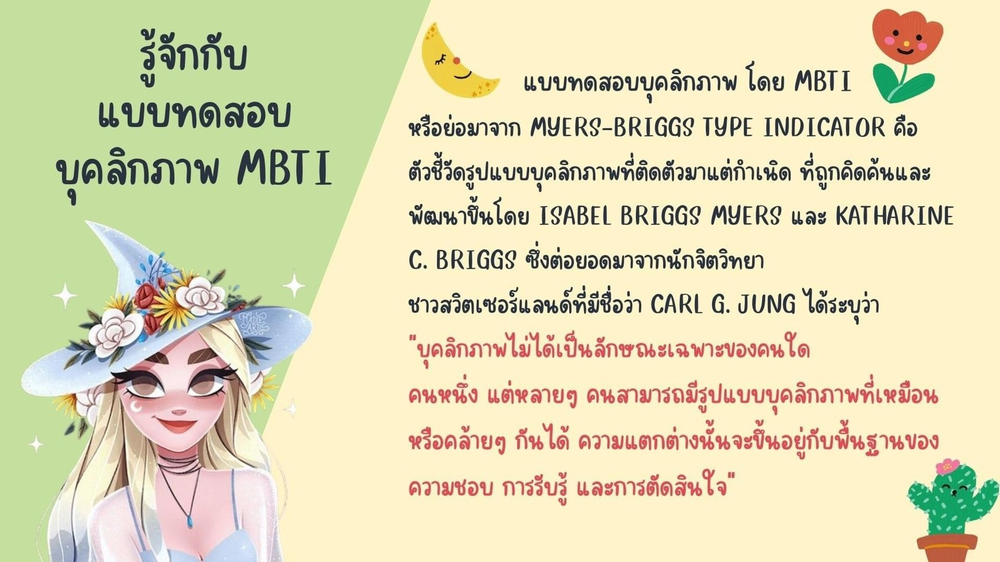 รู้จักกับ
แบบทดสอบ
บุคลิกภาพ MBTI
แบบทดสอบบุคลิกภาพ โดย MBTI
หรือย่อมาจาก MYERS-BRIGGS TYPE INDICATOR คือ
ตัวชี้วัดรูปแบบบุคลิกภาพที่ติดตัวมาแต่กำเนิด ที่ถูกคิดค้นและ
พัฒนาขึ้นโดย ISABEL BRIGGS MYERS และ KATHARINE
C. BRIGGS ซึ่งต่อยอดมาจากนักจิตวิทยา
ชาวสวิตเซอร์แลนด์ที่มีชื่อว่า CARL G. JUNG ได้ระบุว่า
"บุคลิกภาพไม่ได้เป็นลักษณะเฉพาะของคนใด
คนหนึ่ง แต่หลายๆ คนสามารถมีรูปแบบบุคลิกภาพที่เหมือน
หรือคล้ายๆ กันได้ ความแตกต่างนั้นจะขึ้นอยู่กับพื้นฐานของ
ความชอบ การรับรู้ และการตัดสินใจ"